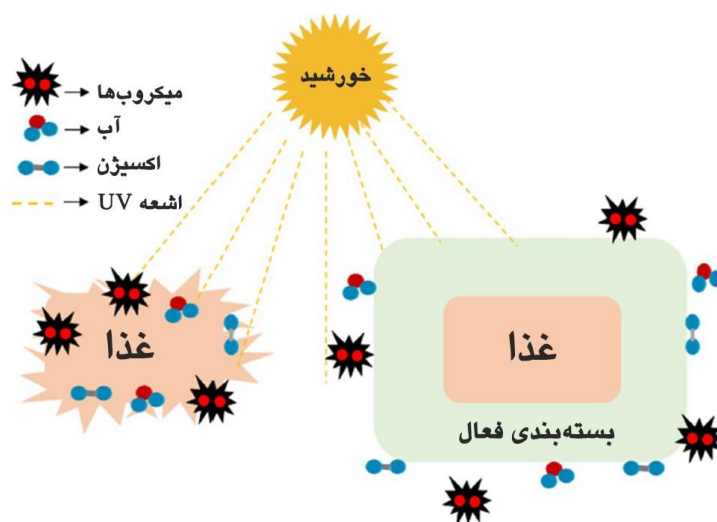 خورشید
میکروب‌ها
آب
اکسیژن
اشعه UV
غذا
غذا
بسته‌بندی فعال